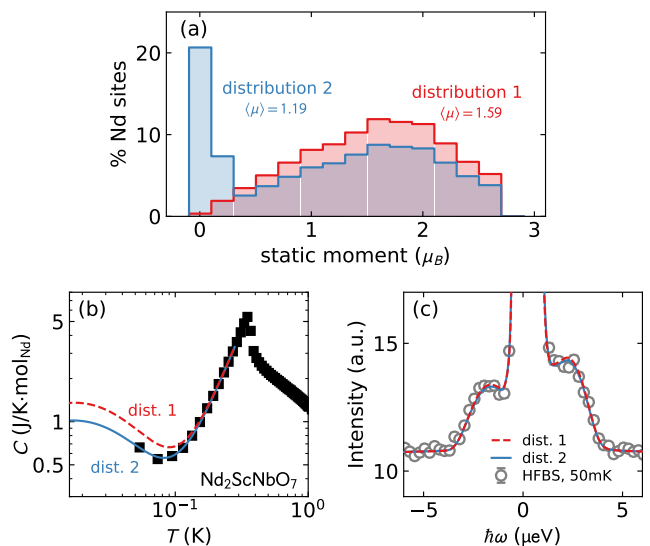 (a)
20
10
0
% Nd sites
distribution 2
⟨μ⟩ = 1.19
distribution 1
⟨μ⟩ = 1.59
0 1 2 3
static moment (μ_B)
(b)
5
1
0.5
C (J/K·mol_Nd)
dist. 1
dist. 2
Nd₂ScNbO₇
10⁻¹ 10⁰
T (K)
(c)
15
10
Intensity (a.u.)
dist. 1
dist. 2
HFBS, 50mK
−5 0 5
ħω (μeV)